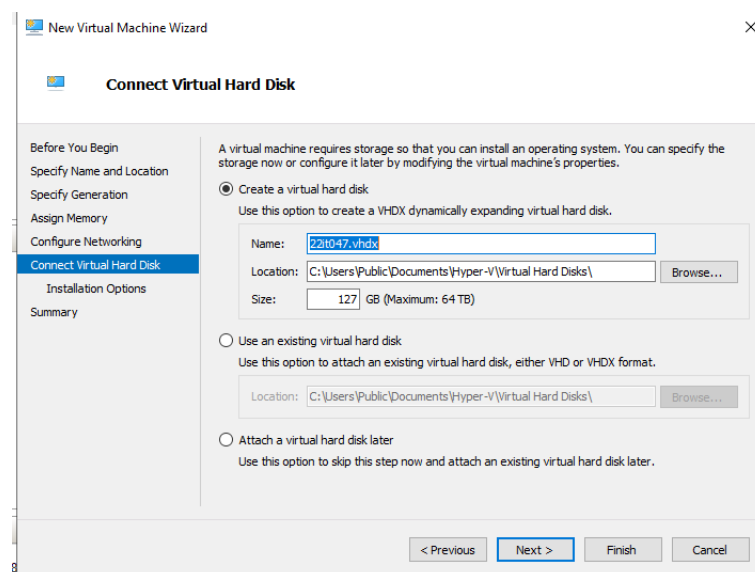 New Virtual Machine Wizard
Connect Virtual Hard Disk
Before You Begin
Specify Name and Location
Specify Generation
Assign Memory
Configure Networking
Connect Virtual Hard Disk
Installation Options
Summary
A virtual machine requires storage so that you can install an operating system. You can specify the
storage now or configure it later by modifying the virtual machine's properties.
Create a virtual hard disk
Use this option to create a VHDX dynamically expanding virtual hard disk.
Name: 22it047.vhdx
Location: C:\Users\Public\Documents\Hyper-V\Virtual Hard Disks\ Browse...
Size: 127 GB (Maximum: 64 TB)
Use an existing virtual hard disk
Use this option to attach an existing virtual hard disk, either VHD or VHDX format.
Location: C:\Users\Public\Documents\Hyper-V\Virtual Hard Disks\ Browse...
Attach a virtual hard disk later
Use this option to skip this step now and attach an existing virtual hard disk later.
< Previous Next > Finish Cancel